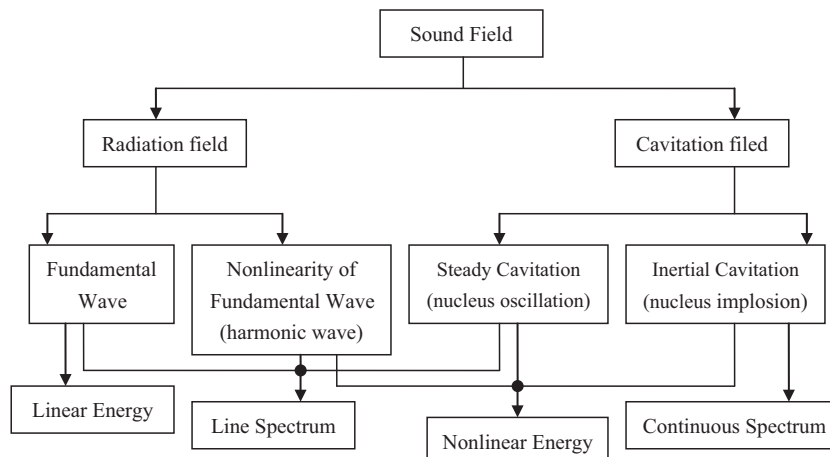 Sound Field
Radiation field
Cavitation filed
Fundamental
Wave
Nonlinearity of
Fundamental Wave
(harmonic wave)
Steady Cavitation
(nucleus oscillation)
Inertial Cavitation
(nucleus implosion)
Linear Energy
Line Spectrum
Nonlinear Energy
Continuous Spectrum